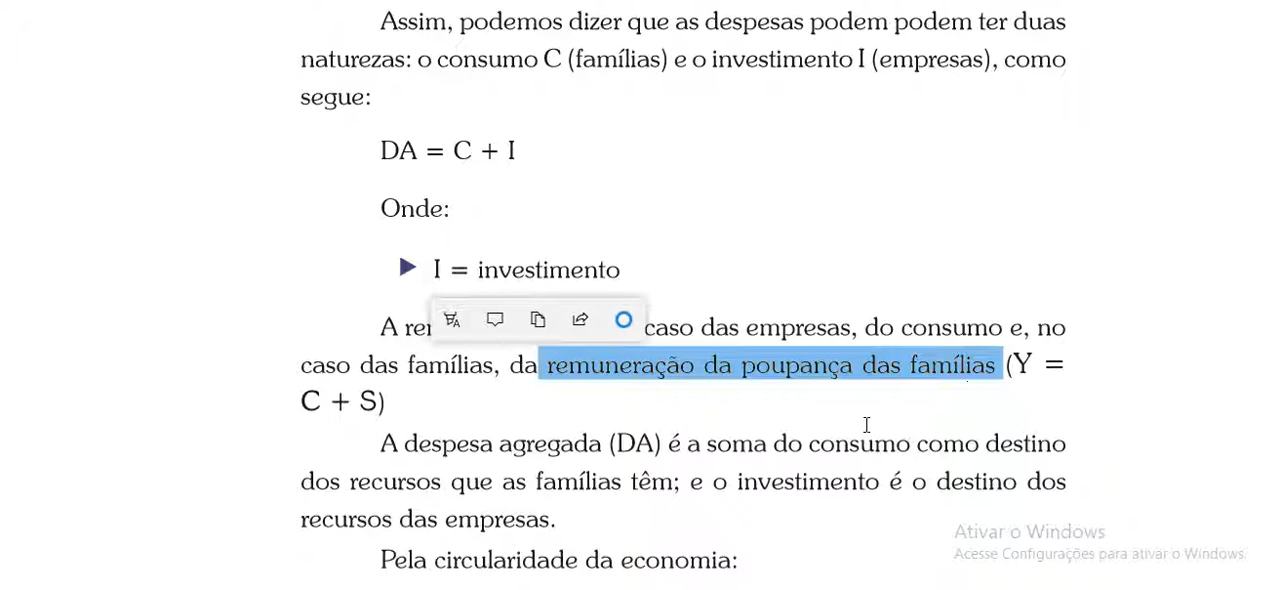 Assim, podemos dizer que as despesas podem podem ter duas
naturezas: o consumo C (famílias) e o investimento I (empresas), como
segue:
DA = C + I
Onde:
I = investimento
A rer caso das empresas, do consumo e, no
caso das famílias, da remuneração da poupança das famílias (Y =
C + S)
A despesa agregada (DA) é a soma do consumo como destino
dos recursos que as famílias têm; e o investimento é o destino dos
recursos das empresas.
Ativar o Windows
Acesse Configurações para ativar o Windows.
Pela circularidade da economia: